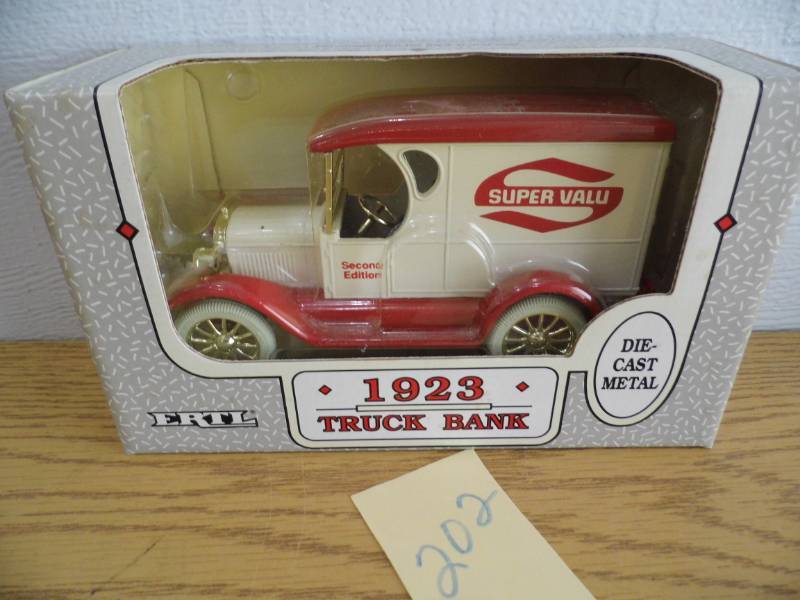 SUPER VALU
Second
Edition
DIE-
CAST
METAL
1923
TRUCK BANK
ERTL
202